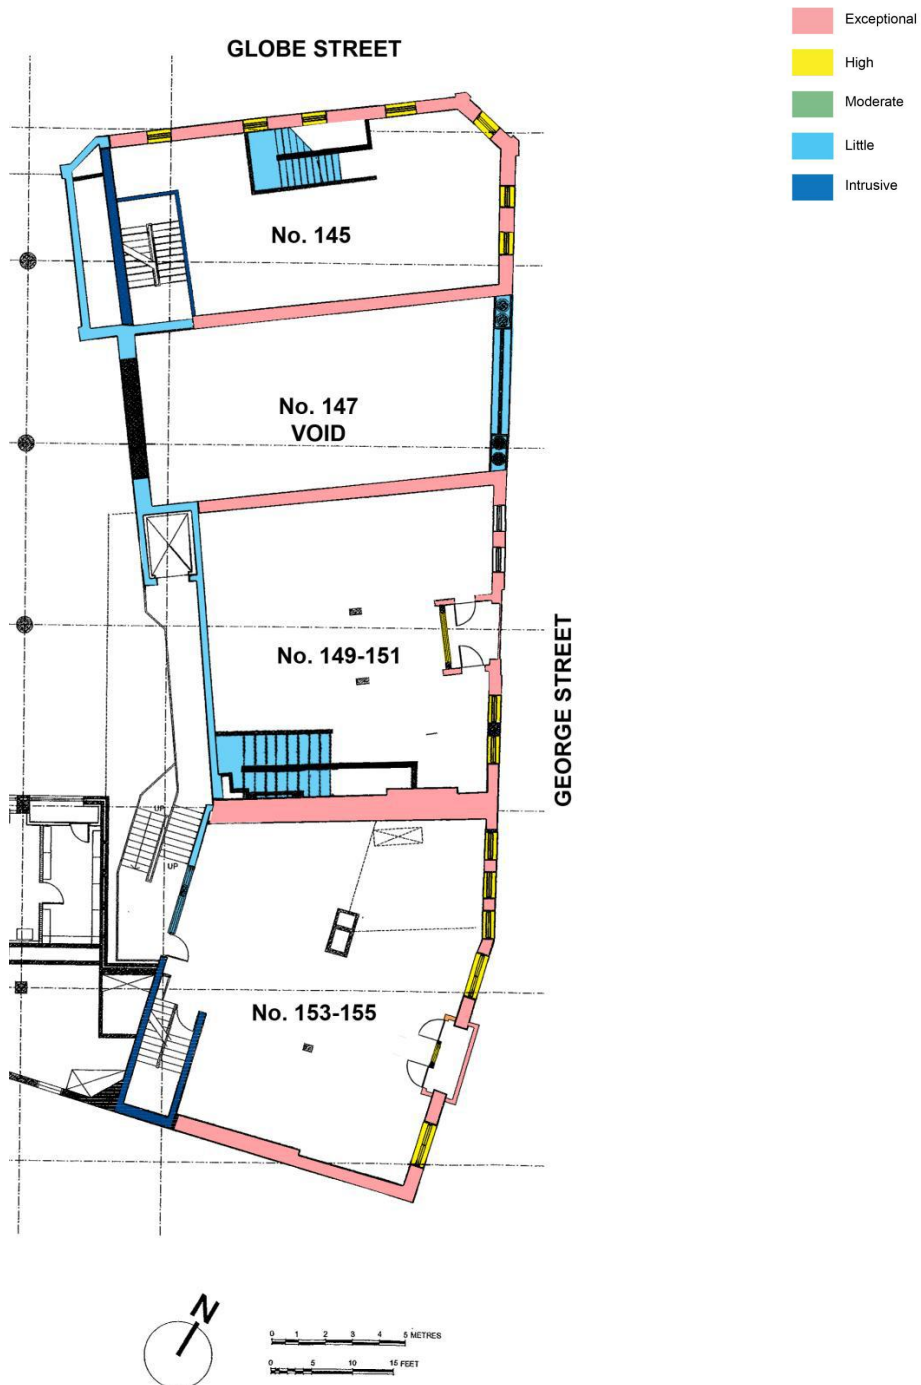 Exceptional
High
Moderate
Little
Intrusive
GLOBE STREET
No. 145
No. 147
VOID
No. 149-151
GEORGE STREET
UP
UP
No. 153-155
N
0 1 2 3 4 5 METRES
0 5 10 15 FEET